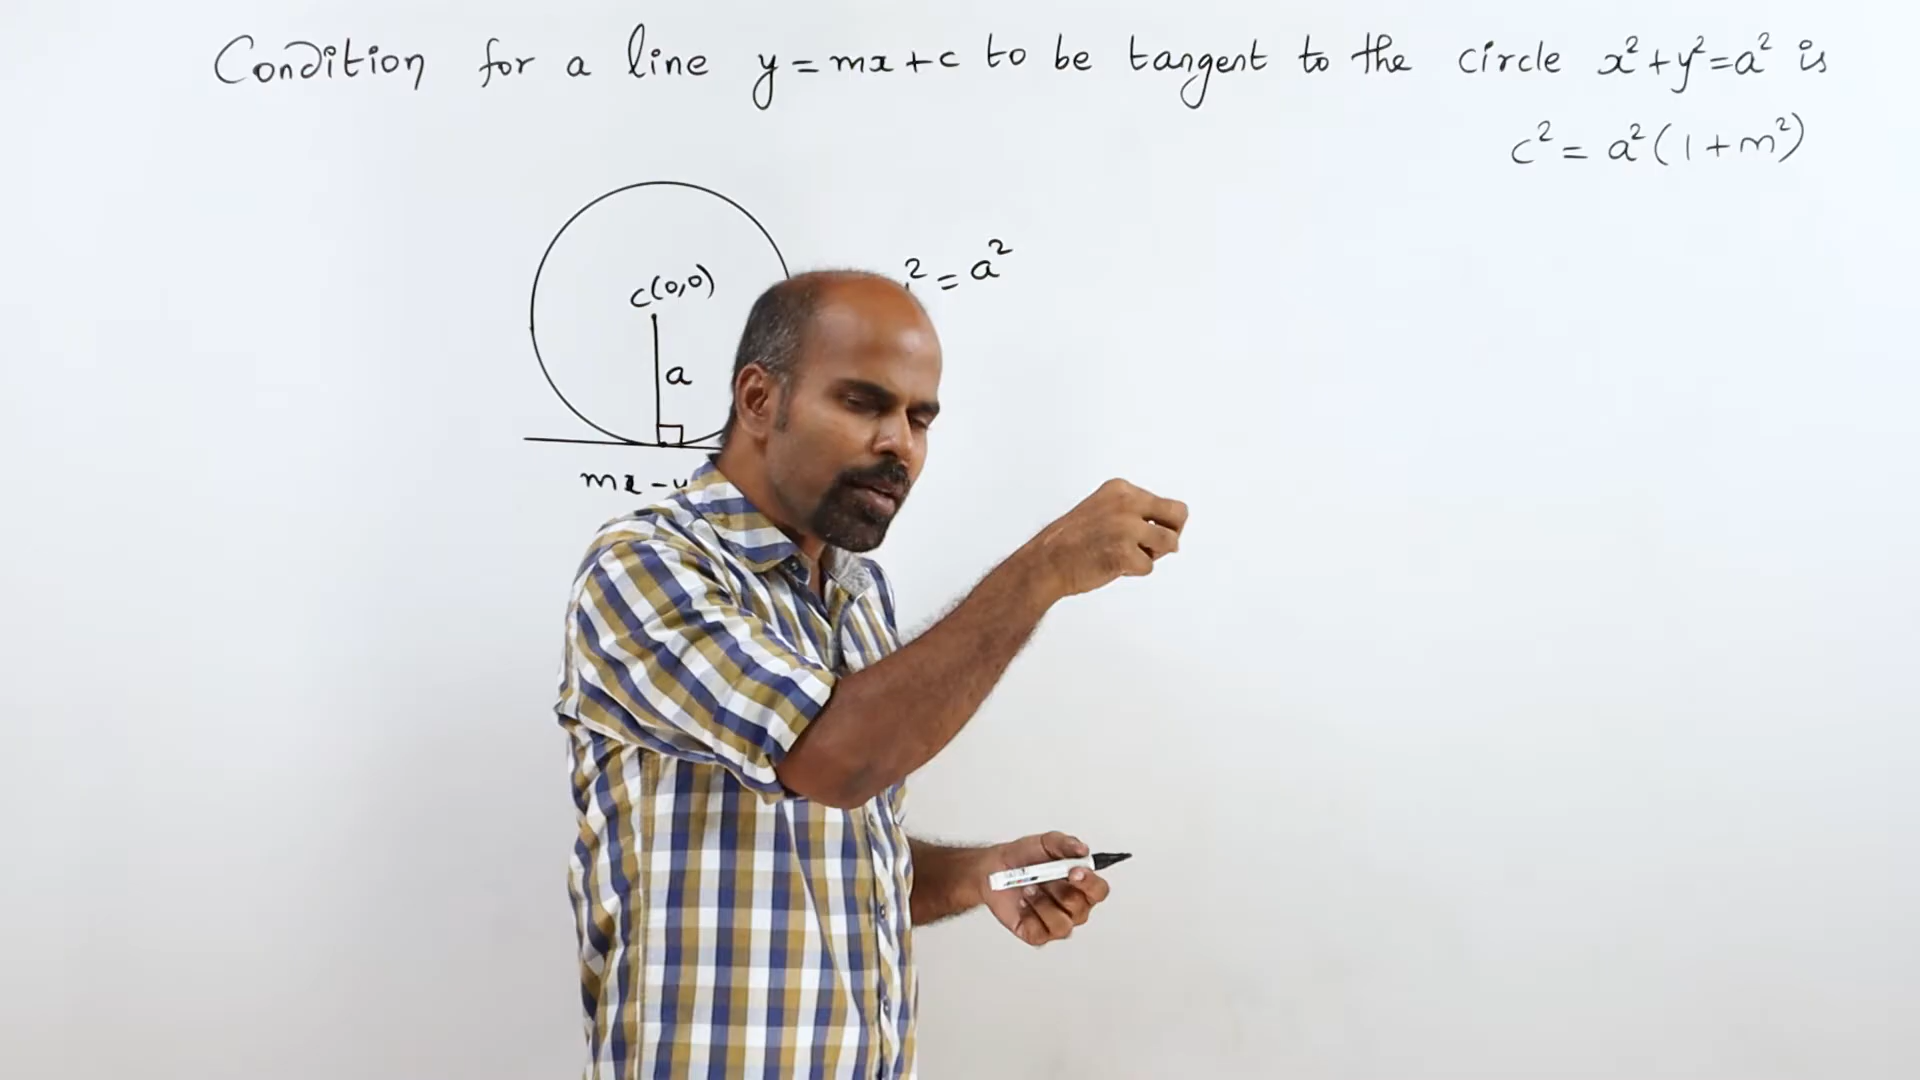 Condition for a line y = mx + c to be tangent to the circle x² + y² = a² is
c² = a²(1 + m²)
² = a²
c(0,0)
a
mx - y